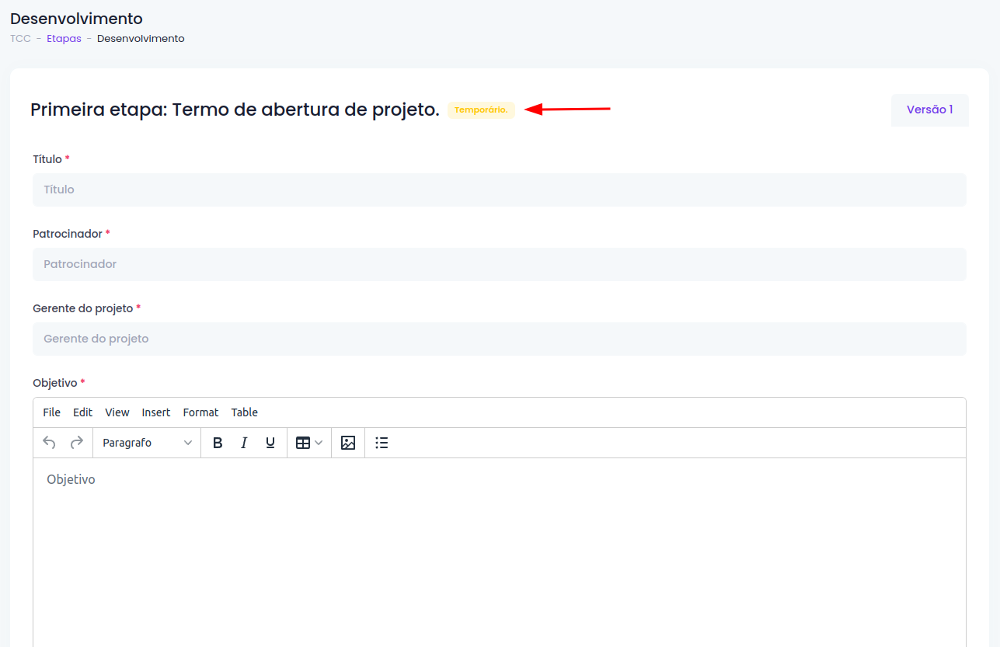 Desenvolvimento
TCC - Etapas - Desenvolvimento
Primeira etapa: Termo de abertura de projeto. Temporário. Versão 1
Título *
Título
Patrocinador *
Patrocinador
Gerente do projeto *
Gerente do projeto
Objetivo *
File Edit View Insert Format Table
Paragrafo B I U
Objetivo